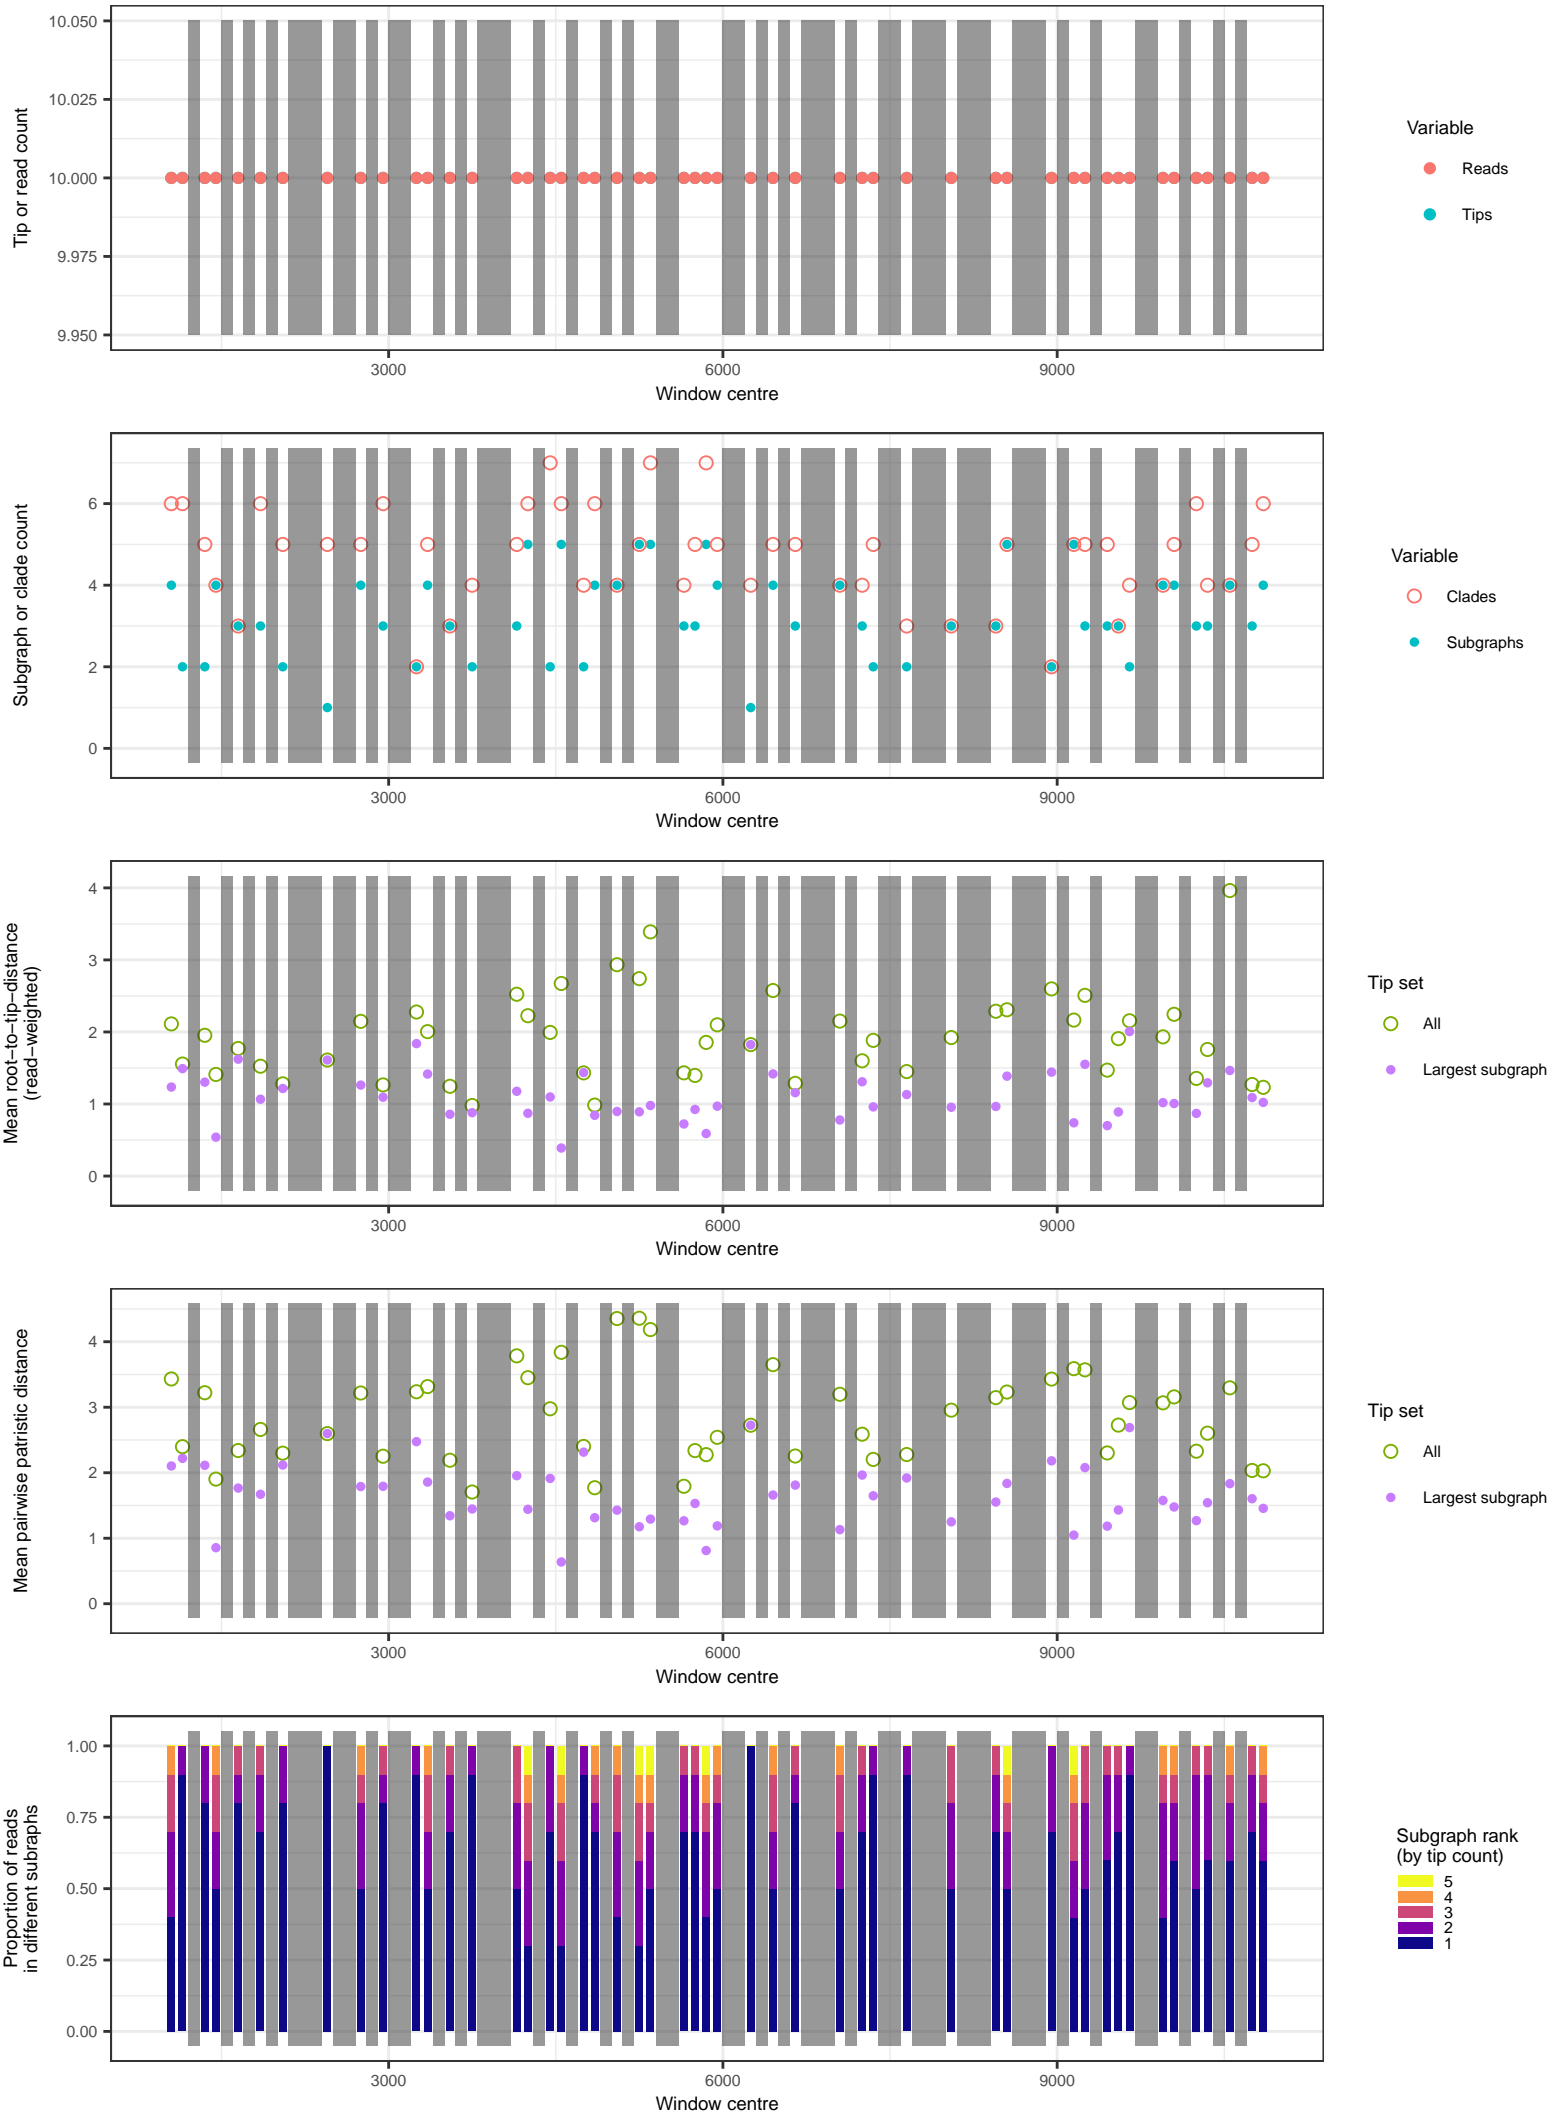 10.050
10.025
10.000
9.975
9.950
Tip or read count
3000
6000
9000
Window centre
Variable
Reads
Tips
6
4
2
0
Subgraph or clade count
3000
6000
9000
Window centre
Variable
Clades
Subgraphs
4
3
2
1
0
Mean root−to−tip−distance
(read−weighted)
3000
6000
9000
Window centre
Tip set
All
Largest subgraph
4
3
2
1
0
Mean pairwise patristic distance
3000
6000
9000
Window centre
Tip set
All
Largest subgraph
1.00
0.75
0.50
0.25
0.00
Proportion of reads
in different subraphs
3000
6000
9000
Window centre
Subgraph rank
(by tip count)
5
4
3
2
1